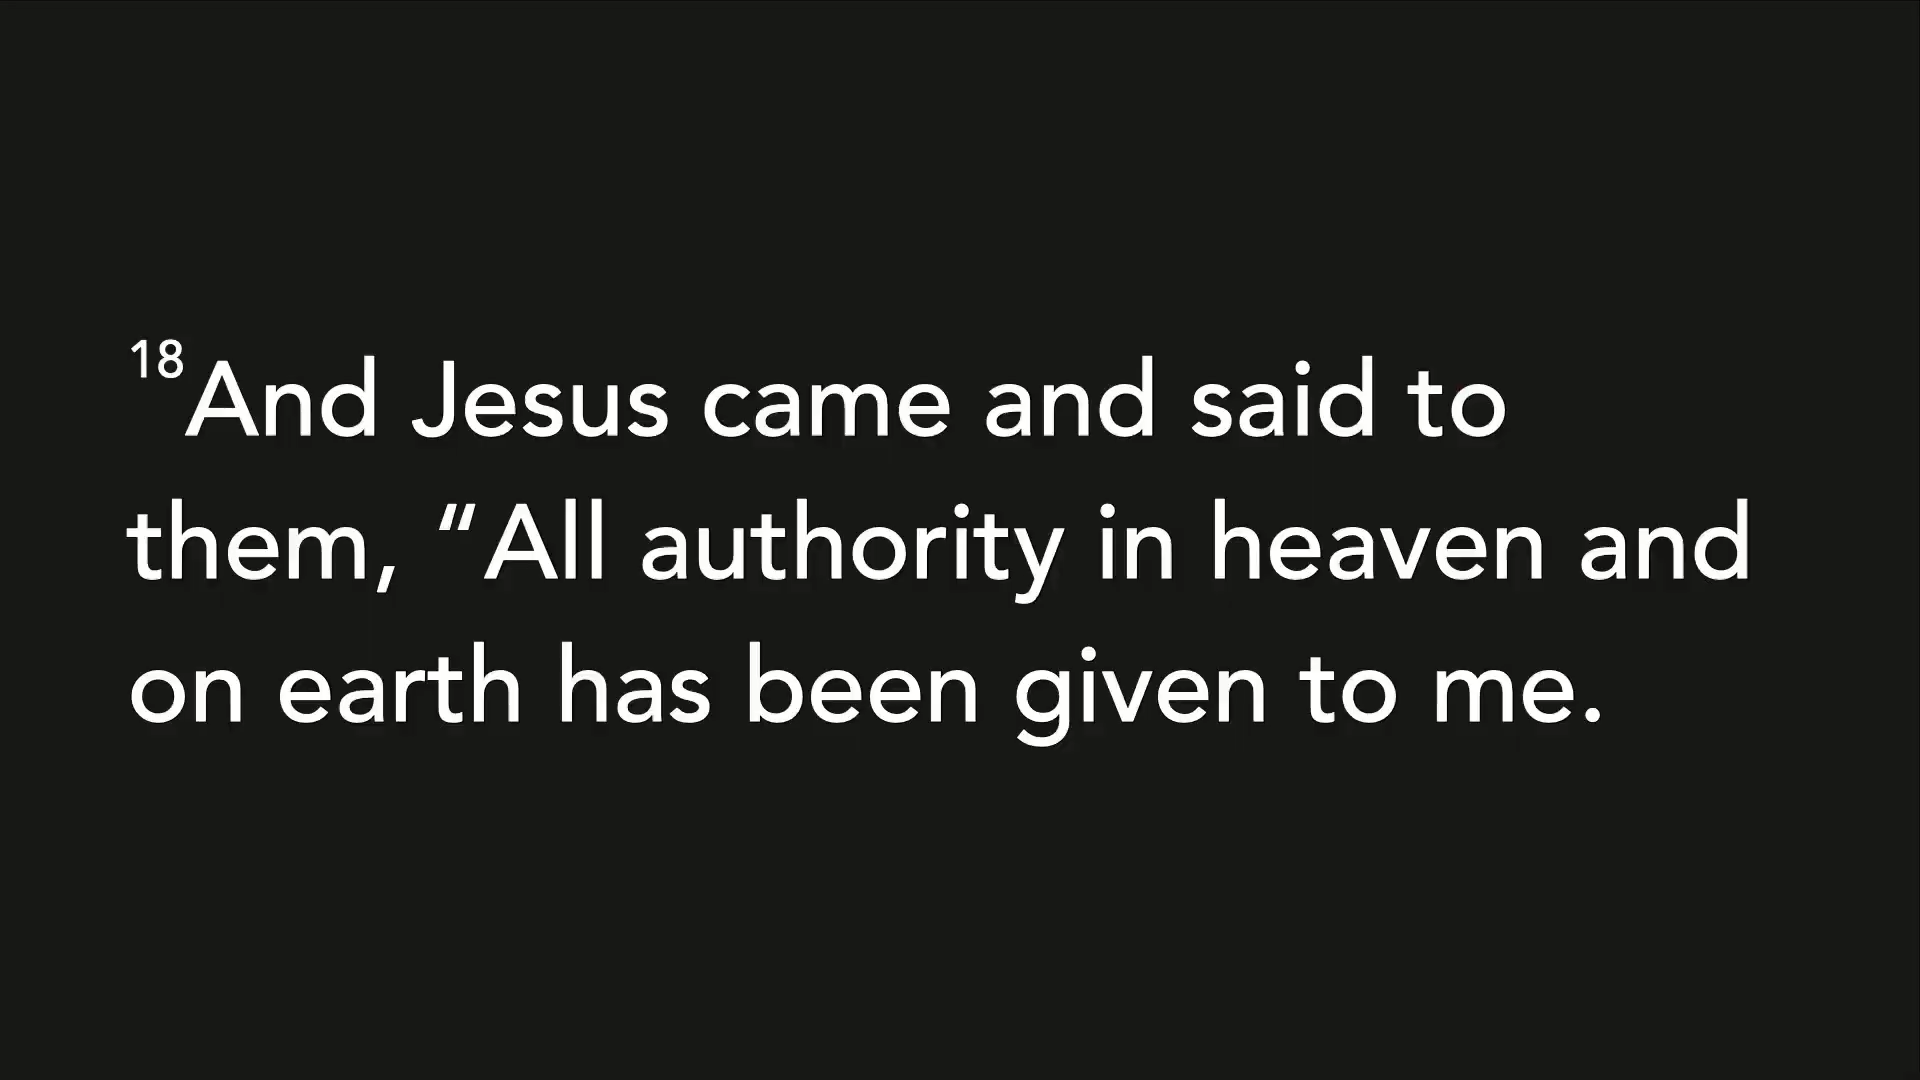 18And Jesus came and said to
them, “All authority in heaven and
on earth has been given to me.